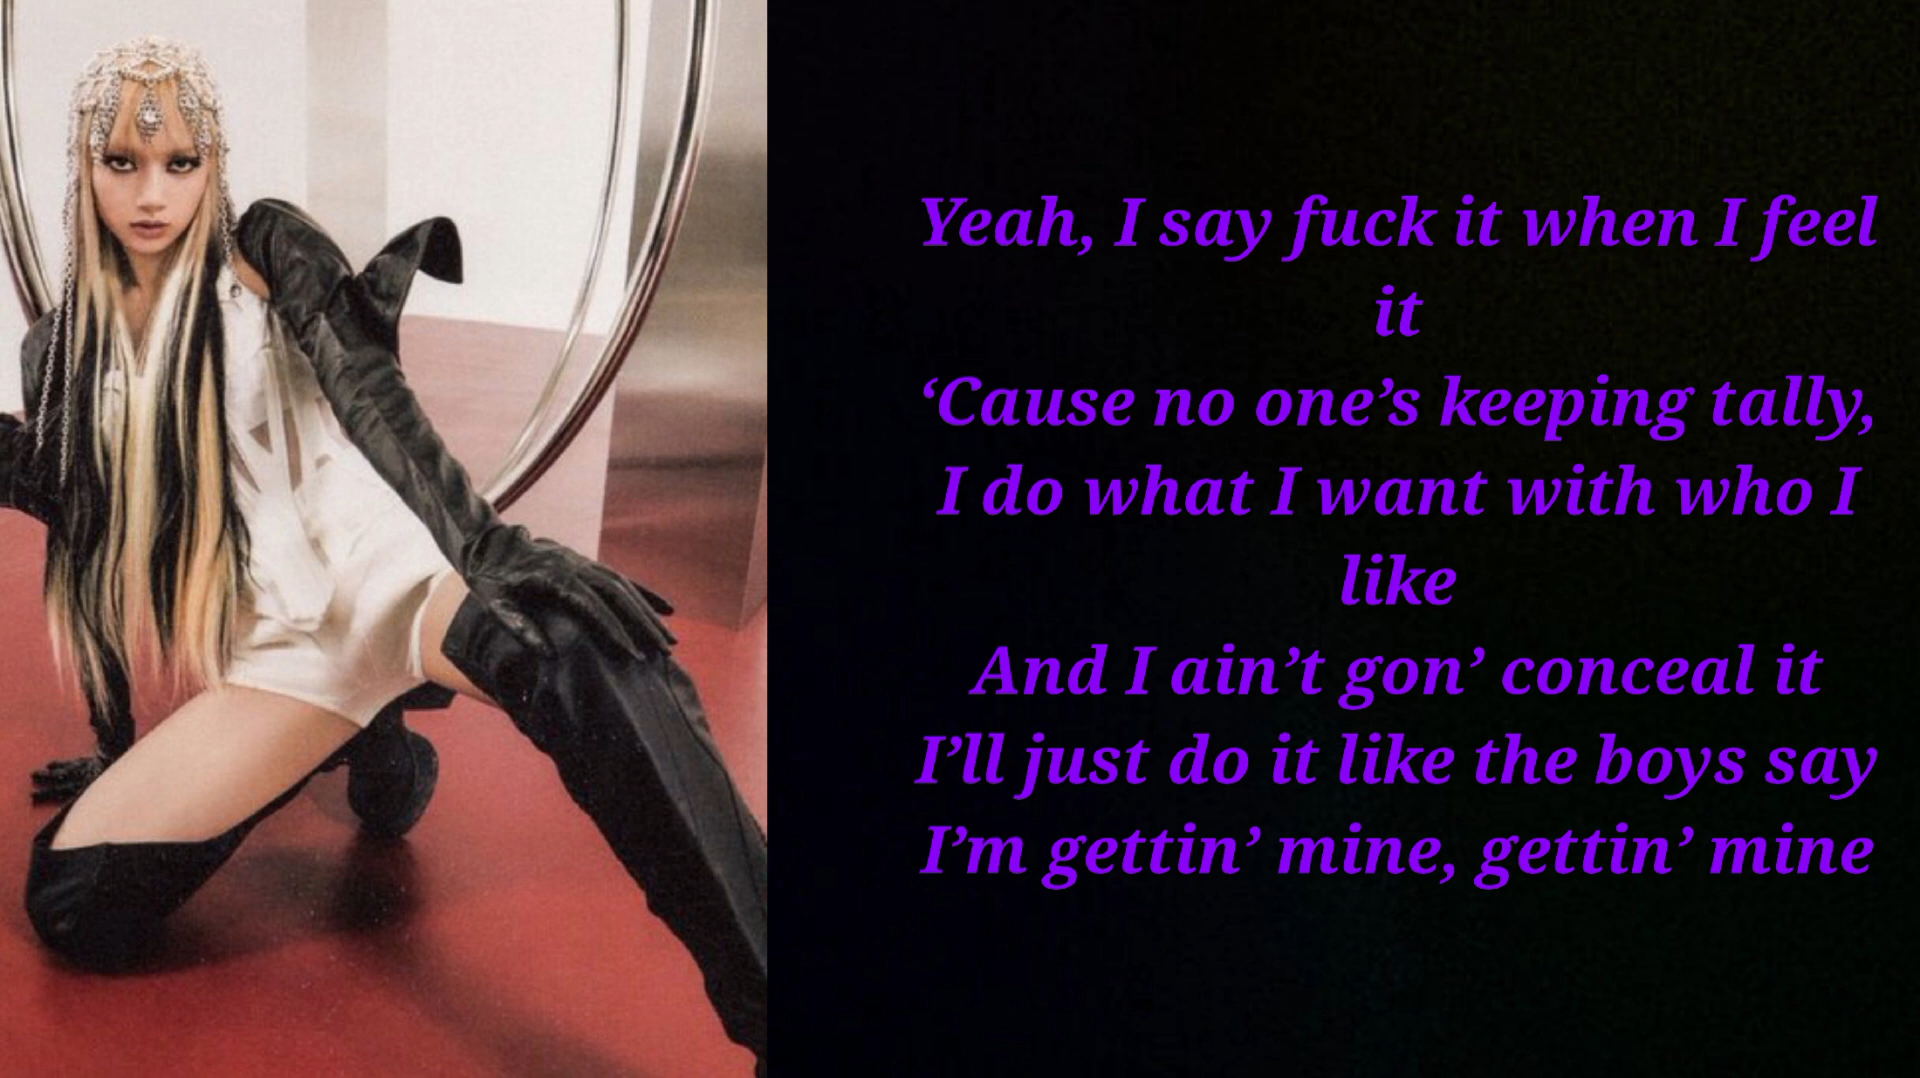 Yeah, I say fuck it when I feel
it
‘Cause no one’s keeping tally,
I do what I want with who I
like
And I ain’t gon’ conceal it
I’ll just do it like the boys say
I’m gettin’ mine, gettin’ mine